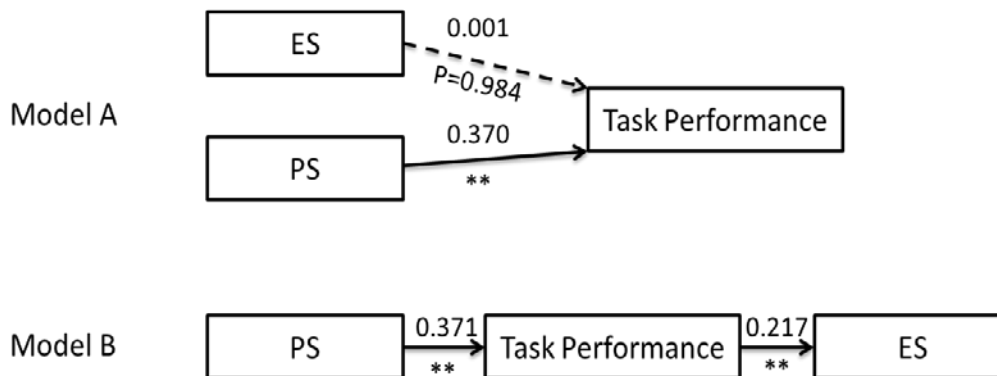 ES
0.001
P=0.984
Model A
Task Performance
0.370
PS
**
Model B
PS
0.371
**
Task Performance
0.217
**
ES